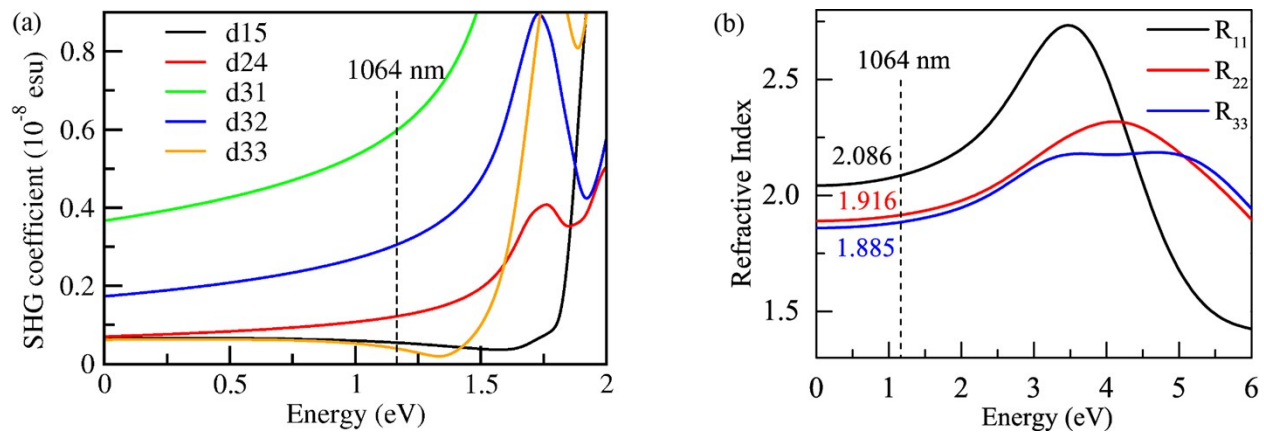 (a)
SHG coefficient (10⁻⁸ esu)
0.8
0.6
0.4
0.2
0
d15
d24
d31
d32
d33
1064 nm
0 0.5 1 1.5 2
Energy (eV)
(b)
Refractive Index
2.5
2.0
1.5
R₁₁
R₂₂
R₃₃
1064 nm
2.086
1.916
1.885
0 1 2 3 4 5 6
Energy (eV)